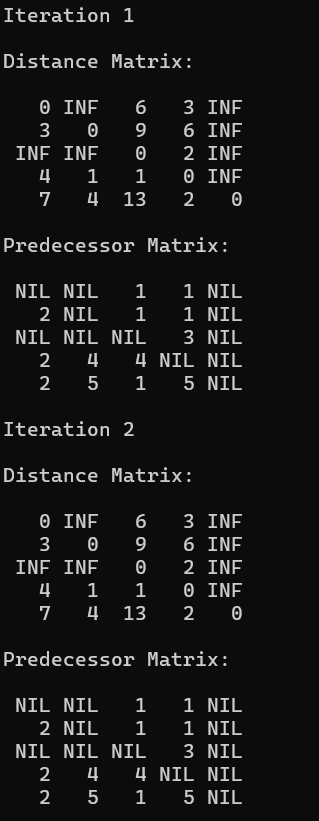 Iteration 1
Distance Matrix:
0 INF 6 3 INF
3 0 9 6 INF
INF INF 0 2 INF
4 1 1 0 INF
7 4 13 2 0
Predecessor Matrix:
NIL NIL 1 1 NIL
2 NIL 1 1 NIL
NIL NIL NIL 3 NIL
2 4 4 NIL NIL
2 5 1 5 NIL
Iteration 2
Distance Matrix:
0 INF 6 3 INF
3 0 9 6 INF
INF INF 0 2 INF
4 1 1 0 INF
7 4 13 2 0
Predecessor Matrix:
NIL NIL 1 1 NIL
2 NIL 1 1 NIL
NIL NIL NIL 3 NIL
2 4 4 NIL NIL
2 5 1 5 NIL